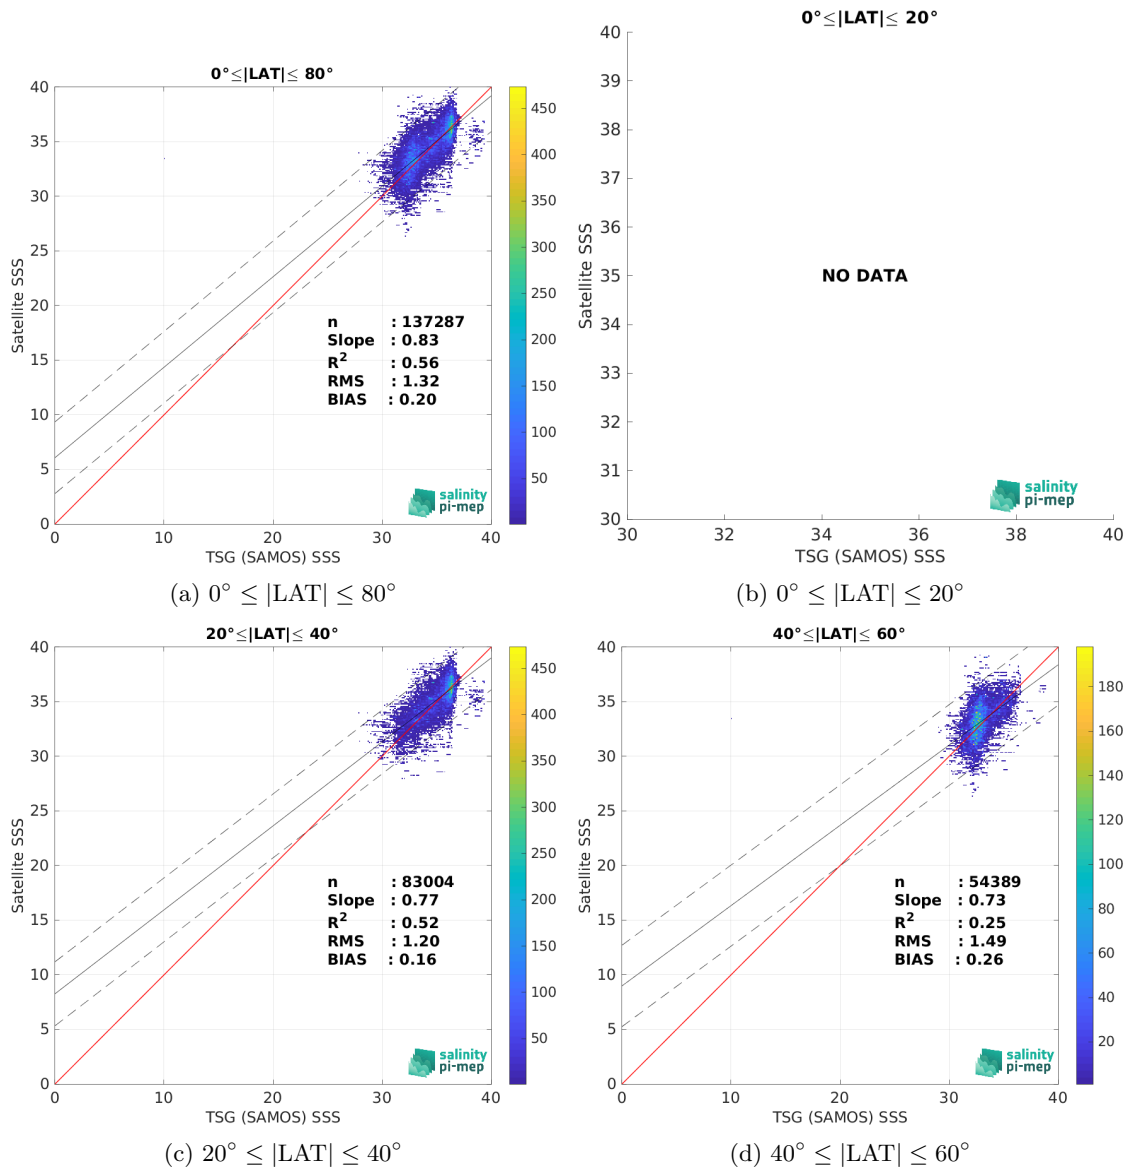 0°≤|LAT|≤ 80°
40
35
30
25
20
15
10
5
0
Satellite SSS
n : 137287
Slope : 0.83
R² : 0.56
RMS : 1.32
BIAS : 0.20
salinity
pi-mep
0 10 20 30 40
TSG (SAMOS) SSS
450
400
350
300
250
200
150
100
50
(a) 0° ≤ |LAT| ≤ 80°
0°≤|LAT|≤ 20°
40
39
38
37
36
35
34
33
32
31
30
Satellite SSS
NO DATA
salinity
pi-mep
30 32 34 36 38 40
TSG (SAMOS) SSS
(b) 0° ≤ |LAT| ≤ 20°
20°≤|LAT|≤ 40°
40
35
30
25
20
15
10
5
0
Satellite SSS
n : 83004
Slope : 0.77
R² : 0.52
RMS : 1.20
BIAS : 0.16
salinity
pi-mep
0 10 20 30 40
TSG (SAMOS) SSS
450
400
350
300
250
200
150
100
50
(c) 20° ≤ |LAT| ≤ 40°
40°≤|LAT|≤ 60°
40
35
30
25
20
15
10
5
0
Satellite SSS
n : 54389
Slope : 0.73
R² : 0.25
RMS : 1.49
BIAS : 0.26
salinity
pi-mep
0 10 20 30 40
TSG (SAMOS) SSS
180
160
140
120
100
80
60
40
20
(d) 40° ≤ |LAT| ≤ 60°